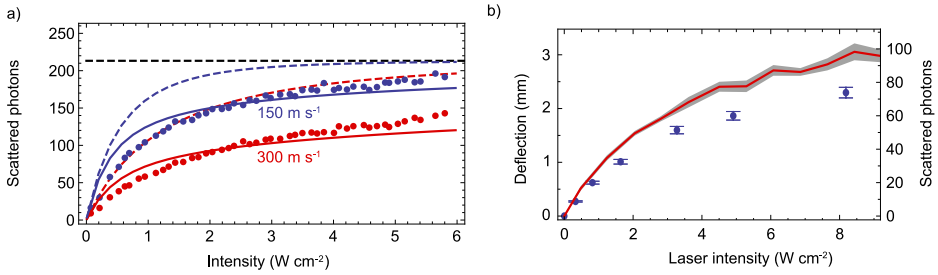 a)
250
200
150
100
50
0
Scattered photons
150 m s⁻¹
300 m s⁻¹
0 1 2 3 4 5 6
Intensity (W cm⁻²)
b)
3
2
1
0
Deflection (mm)
100
80
60
40
20
0
Scattered photons
0 2 4 6 8
Laser intensity (W cm⁻²)